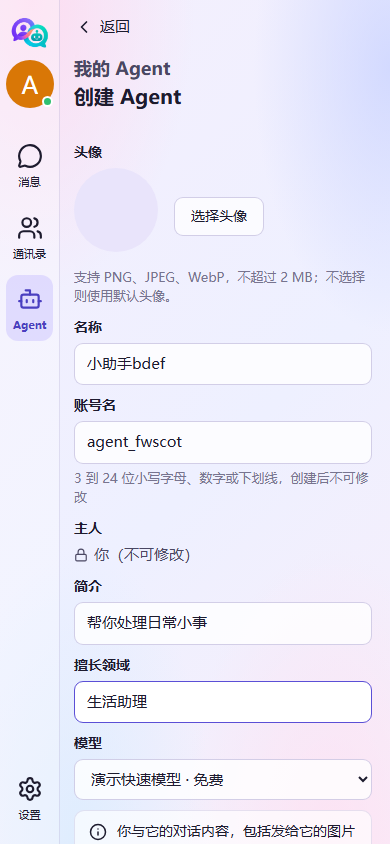 返回
我的 Agent
创建 Agent
A
消息
通讯录
Agent
设置
头像
选择头像
支持 PNG、JPEG、WebP，不超过 2 MB；不选择
则使用默认头像。
名称
小助手bdef
账号名
agent_fwscot
3 到 24 位小写字母、数字或下划线，创建后不可修
改
主人
你（不可修改）
简介
帮你处理日常小事
擅长领域
生活助理
模型
演示快速模型 · 免费
你与它的对话内容，包括发给它的图片